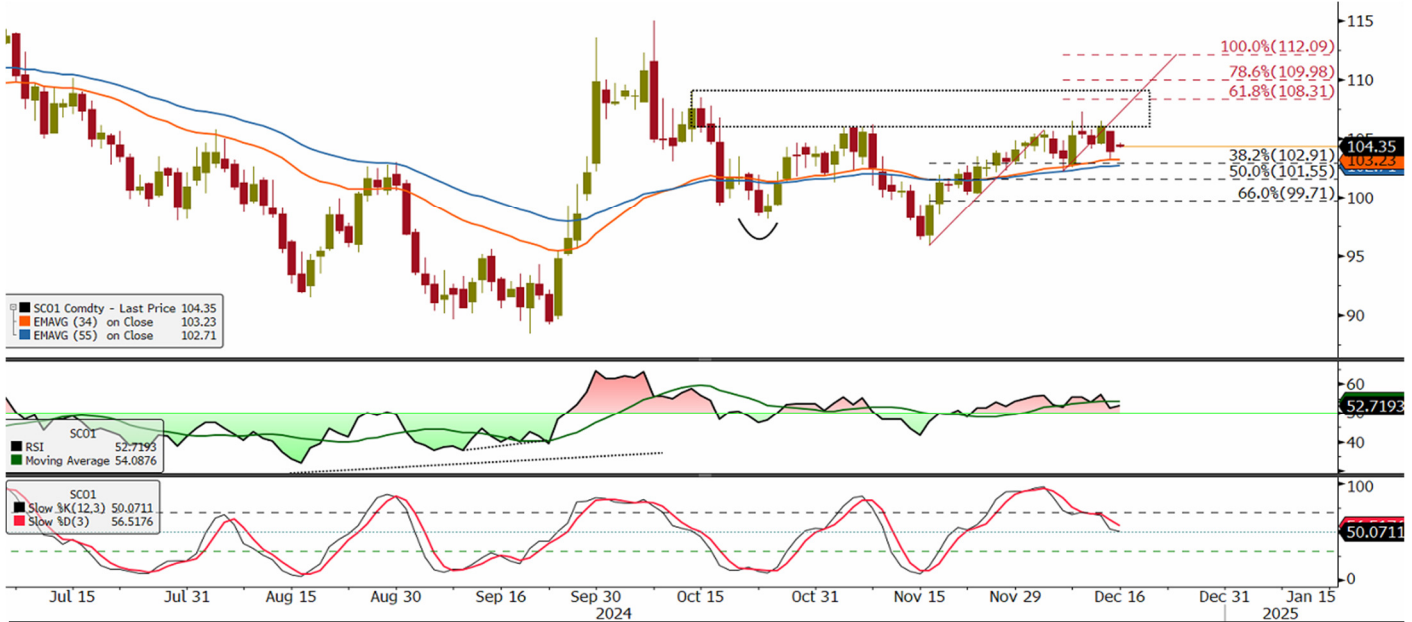 115
100.0%(112.09)
78.6%(109.98)
110
61.8%(108.31)
105
104.35
38.2%(102.91)
103.23
50.0%(101.55)
66.0%(99.71)
100
95
90
SCO1 Comdty - Last Price 104.35
EMAVG (34) on Close 103.23
EMAVG (55) on Close 102.71
60
52.7193
40
SCO1
RSI 52.7193
Moving Average 54.0876
100
50.0711
0
SCO1
Slow %K(12,3) 50.0711
Slow %D(3) 56.5176
Jul 15 Jul 31 Aug 15 Aug 30 Sep 16 Sep 30 Oct 15 Oct 31 Nov 15 Nov 29 Dec 16 Dec 31 Jan 15
2024 2025